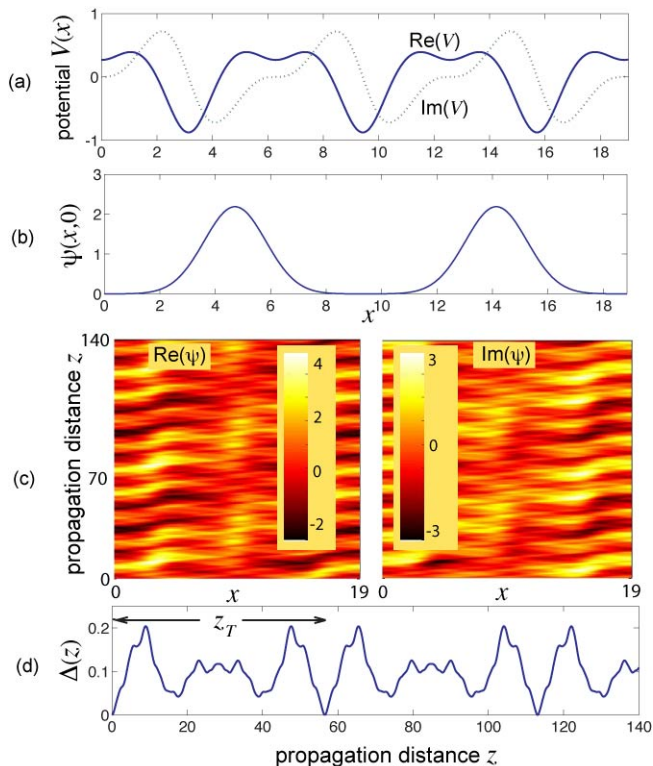 (a)
potential V(x)
1
0
-1
Re(V)
Im(V)
0 2 4 6 8 10 12 14 16 18
(b)
ψ(x,0)
3
2
1
0
0 2 4 6 8 10 12 14 16 18
x
(c)
propagation distance z
140
70
0
Re(ψ)
4
2
0
-2
0 x 19
Im(ψ)
3
0
-3
0 x 19
(d)
Δ(z)
0.2
0.1
0
z_T
0 20 40 60 80 100 120 140
propagation distance z